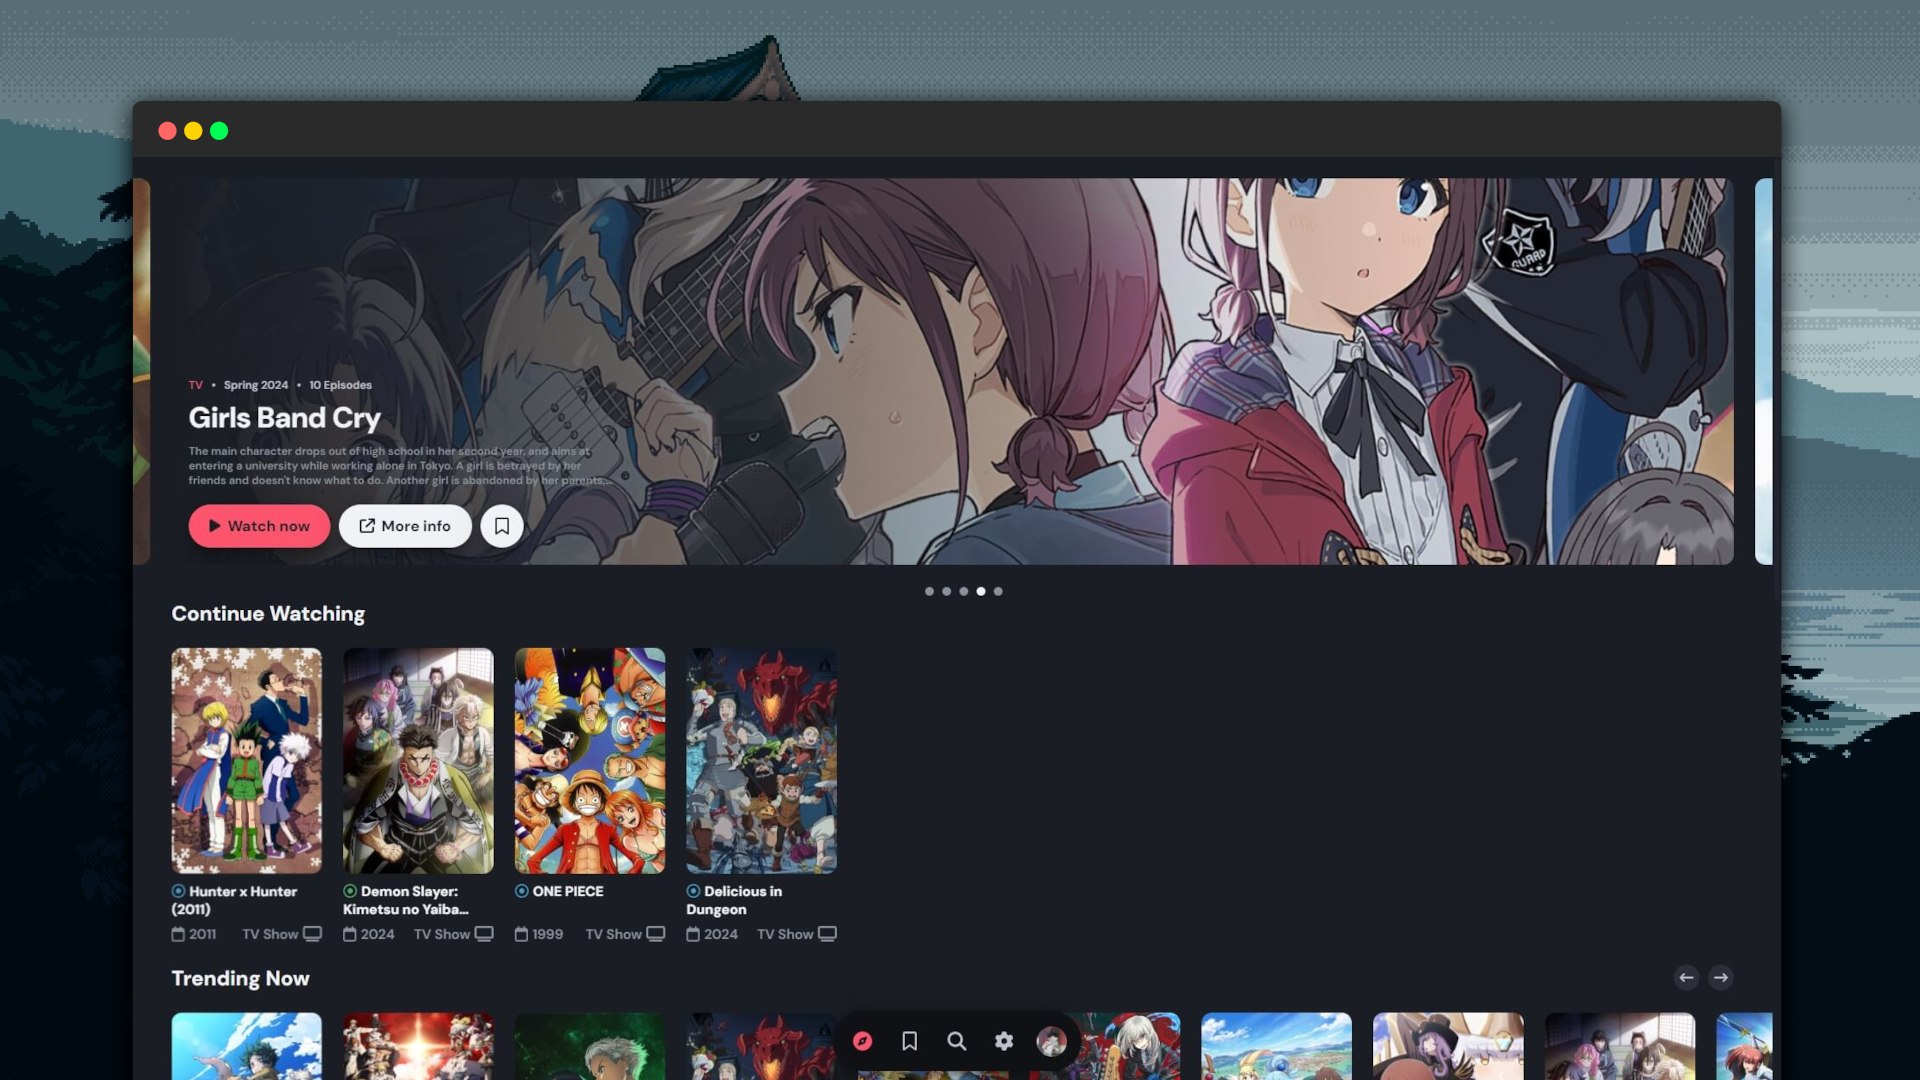 TV • Spring 2024 • 10 Episodes
Girls Band Cry
The main character drops out of high school in her second year, and aims at
entering a university while working alone in Tokyo. A girl is betrayed by her
friends and doesn't know what to do. Another girl is abandoned by her parents,...
Watch now
More info
GUARD
Continue Watching
Hunter x Hunter
(2011)
2011 TV Show
Demon Slayer:
Kimetsu no Yaiba...
2024 TV Show
ONE PIECE
1999 TV Show
Delicious in
Dungeon
2024 TV Show
Trending Now